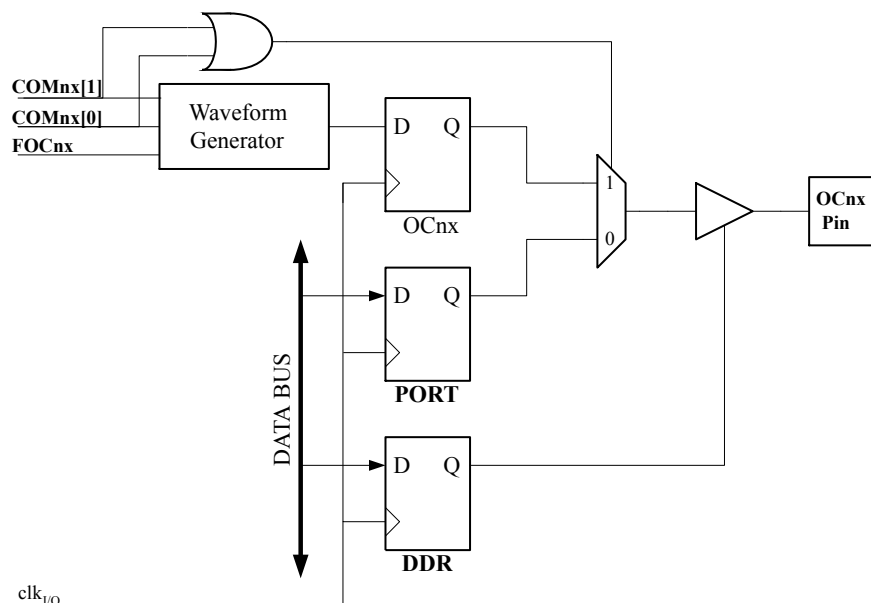 COMnx[1]
COMnx[0]
FOCnx
Waveform
Generator
D
Q
OCnx
1
0
OCnx
Pin
D
Q
PORT
DATA BUS
D
Q
DDR
clkI/O